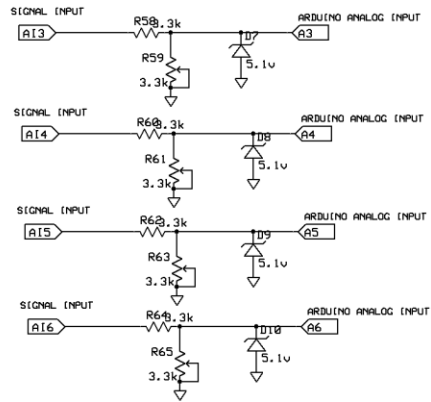 SIGNAL INPUT
ARDUINO ANALOG INPUT
AI3
R58
3.3k
D7
A3
R59
3.3k
5.1v
SIGNAL INPUT
ARDUINO ANALOG INPUT
AI4
R60
3.3k
D8
A4
R61
3.3k
5.1v
SIGNAL INPUT
ARDUINO ANALOG INPUT
AI5
R62
3.3k
D9
A5
R63
3.3k
5.1v
SIGNAL INPUT
ARDUINO ANALOG INPUT
AI6
R64
3.3k
D10
A6
R65
3.3k
5.1v